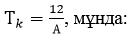 Tₖ = 12/А, мұнда: